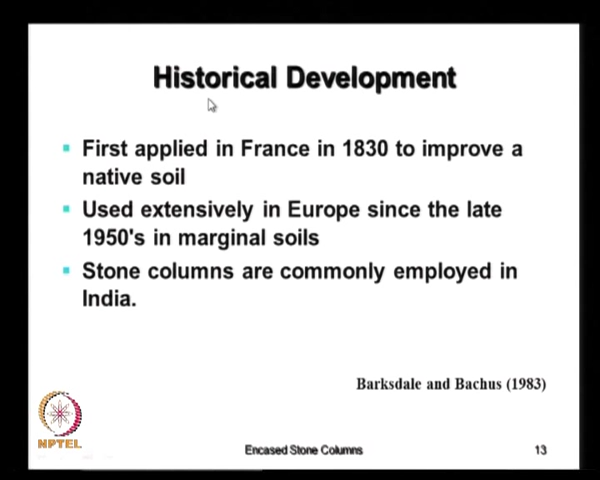 Historical Development
First applied in France in 1830 to improve a
native soil
Used extensively in Europe since the late
1950's in marginal soils
Stone columns are commonly employed in
India.
Barksdale and Bachus (1983)
NPTEL
Encased Stone Columns
13